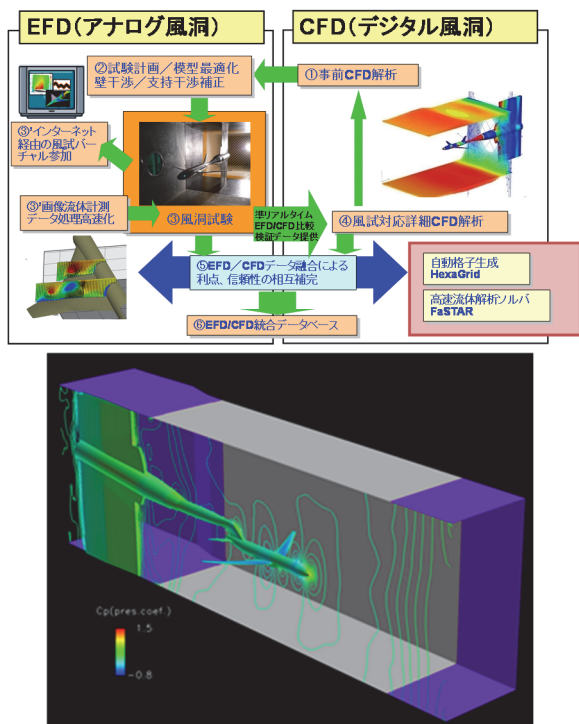 EFD(アナログ風洞)
CFD(デジタル風洞)
②試験計画/模型最適化
壁干渉/支持干渉補正
①事前CFD解析
③'インターネット
経由の風試バー
チャル参加
③'画像流体計測
データ処理高速化
③風洞試験
準リアルタイム
EFD/CFD比較
検証データ提供
④風試対応詳細CFD解析
⑤EFD/CFDデータ融合による
利点、信頼性の相互補完
自動格子生成
HexaGrid
高速流体解析ソルバ
FaSTAR
⑥EFD/CFD統合データベース
Cp(pres.coef.)
1.5
-0.8